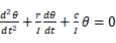 d²θ/dt² + r/I dθ/dt + c/I θ = 0